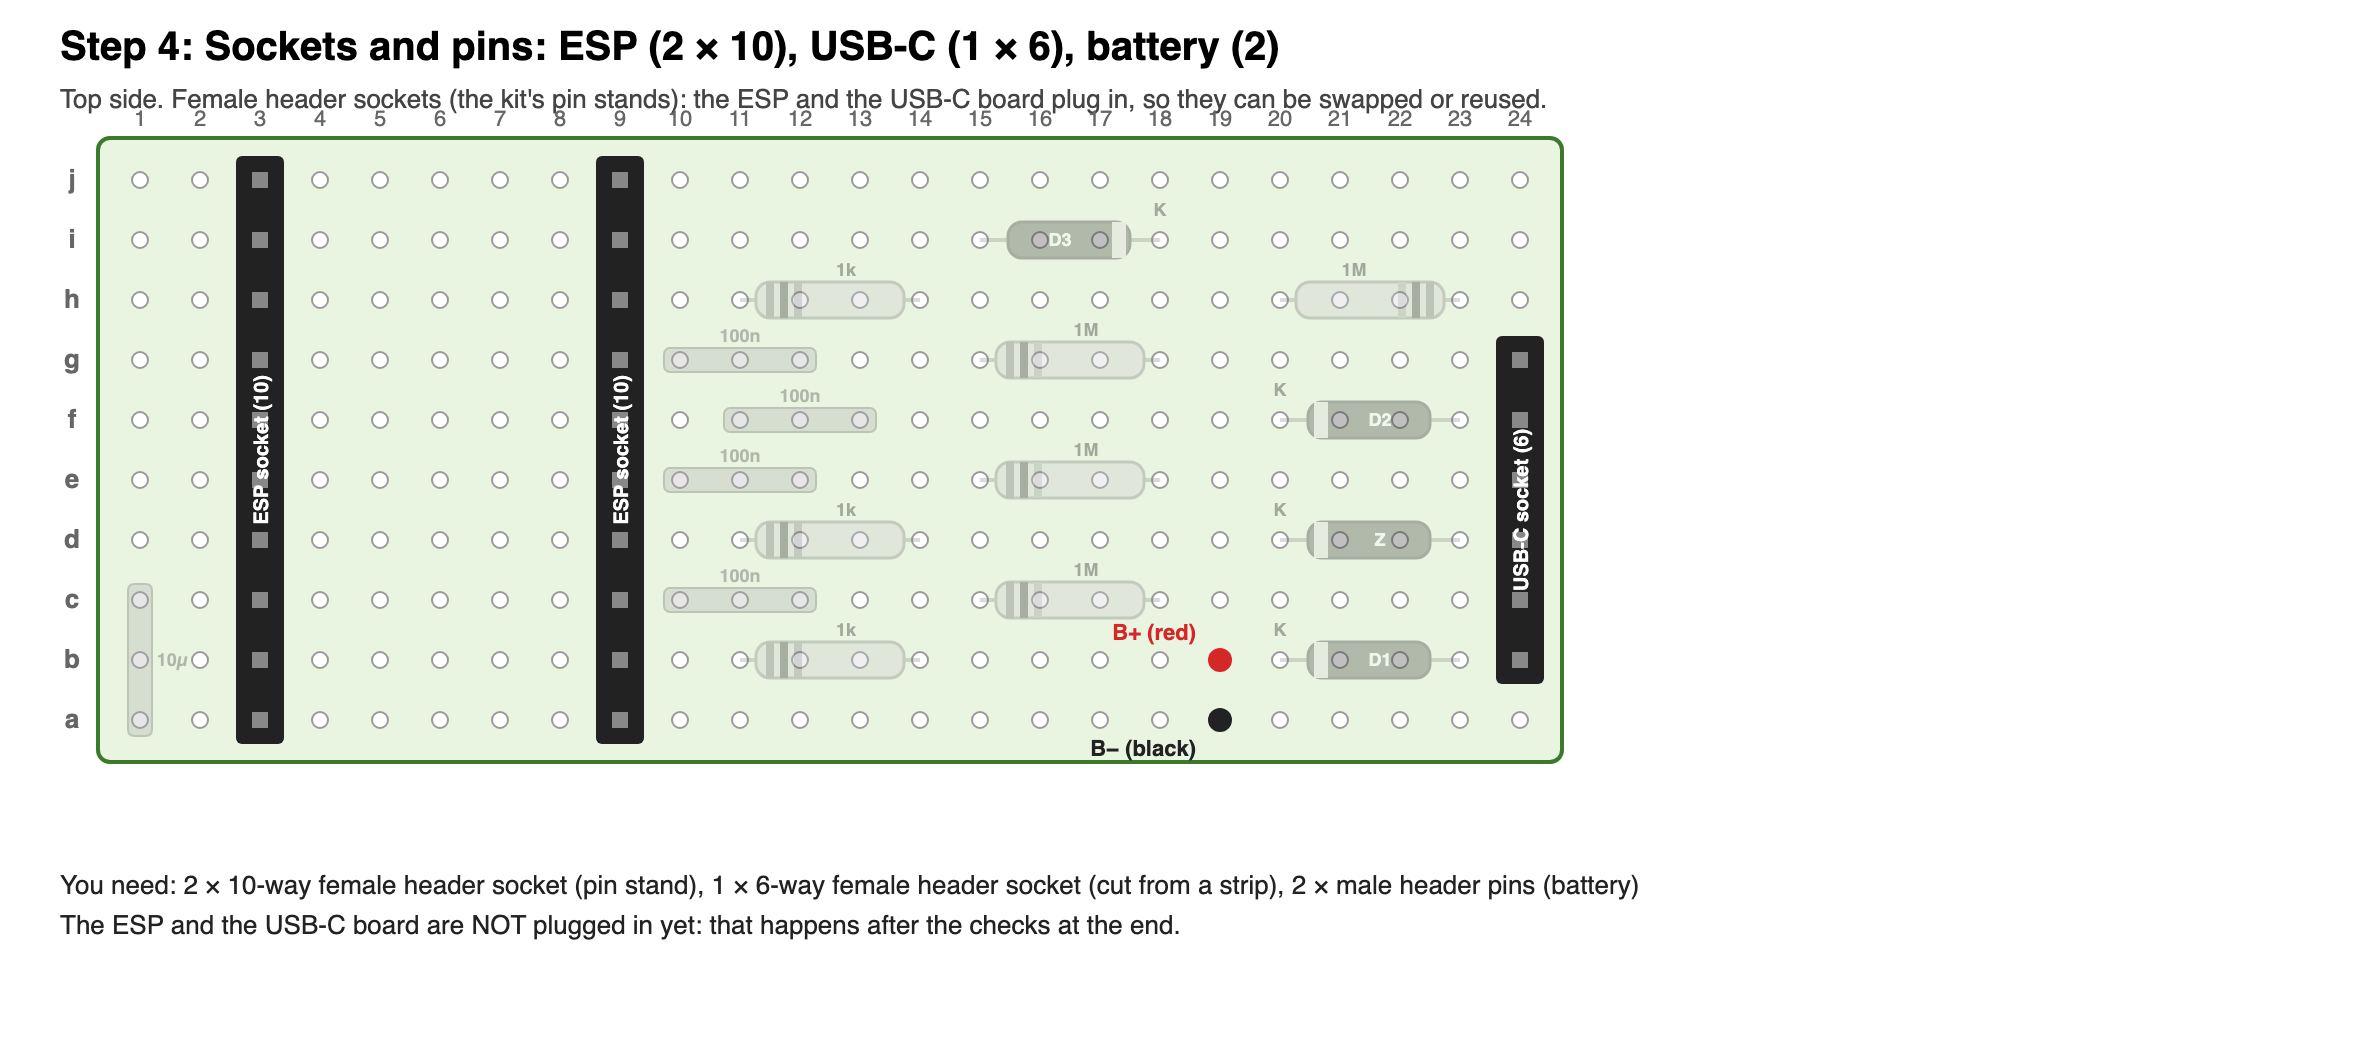 Step 4: Sockets and pins: ESP (2 × 10), USB-C (1 × 6), battery (2)
Top side. Female header sockets (the kit's pin stands): the ESP and the USB-C board plug in, so they can be swapped or reused.
1 2 3 4 5 6 7 8 9 10 11 12 13 14 15 16 17 18 19 20 21 22 23 24
j
K
i D3
1k 1M
h
100n 1M
g
100n K
f D2
100n 1M
e
1k K
d Z
100n 1M
c
B+ (red)
1k K
b 10µ D1
a
B– (black)
ESP socket (10)
ESP socket (10)
USB-C socket (6)
You need: 2 × 10-way female header socket (pin stand), 1 × 6-way female header socket (cut from a strip), 2 × male header pins (battery)
The ESP and the USB-C board are NOT plugged in yet: that happens after the checks at the end.